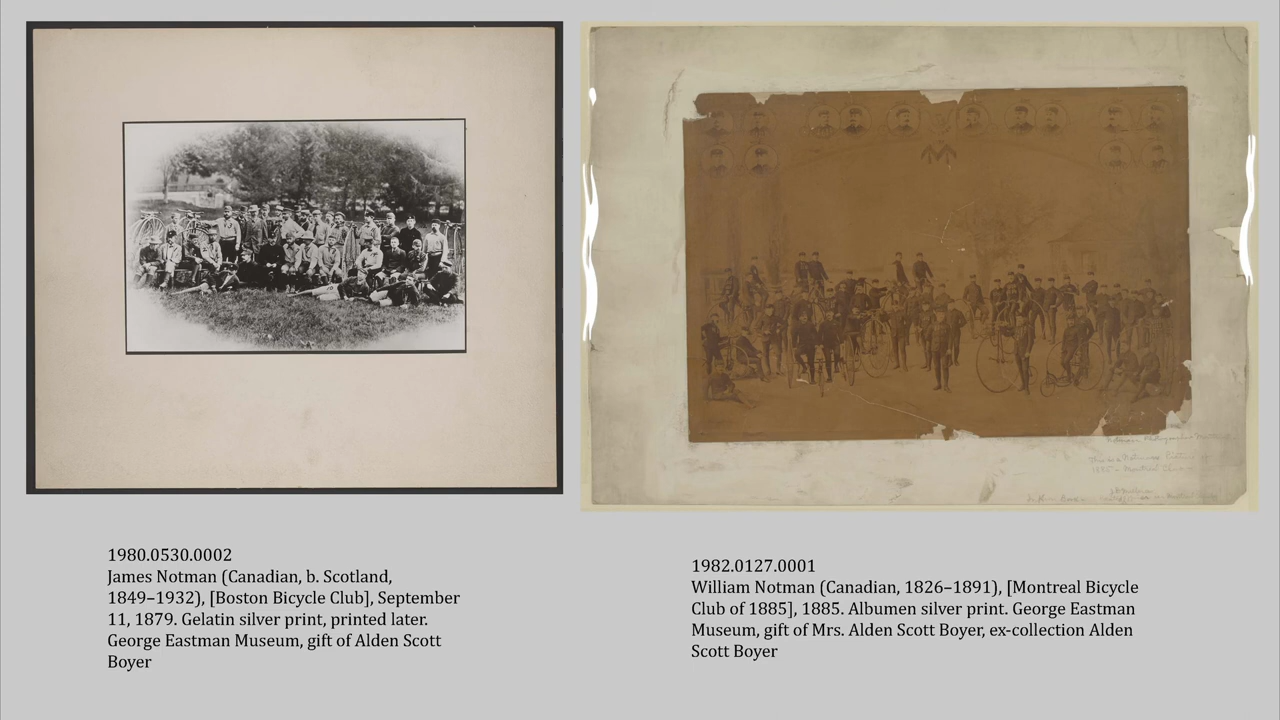 1980.0530.0002
James Notman (Canadian, b. Scotland,
1849–1932), [Boston Bicycle Club], September
11, 1879. Gelatin silver print, printed later.
George Eastman Museum, gift of Alden Scott
Boyer
1982.0127.0001
William Notman (Canadian, 1826–1891), [Montreal Bicycle
Club of 1885], 1885. Albumen silver print. George Eastman
Museum, gift of Mrs. Alden Scott Boyer, ex-collection Alden
Scott Boyer